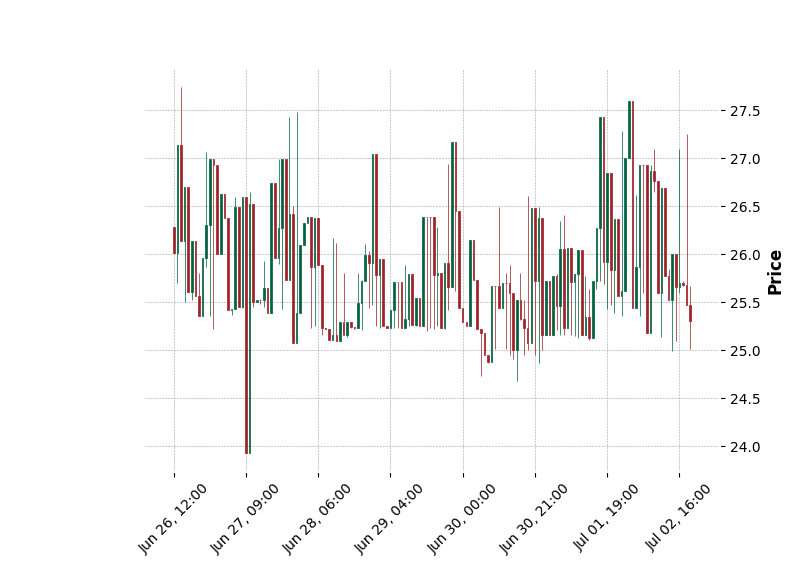 27.5
27.0
26.5
26.0
25.5
25.0
24.5
24.0
Price
Jun 26, 12:00
Jun 27, 09:00
Jun 28, 06:00
Jun 29, 04:00
Jun 30, 00:00
Jun 30, 21:00
Jul 01, 19:00
Jul 02, 16:00